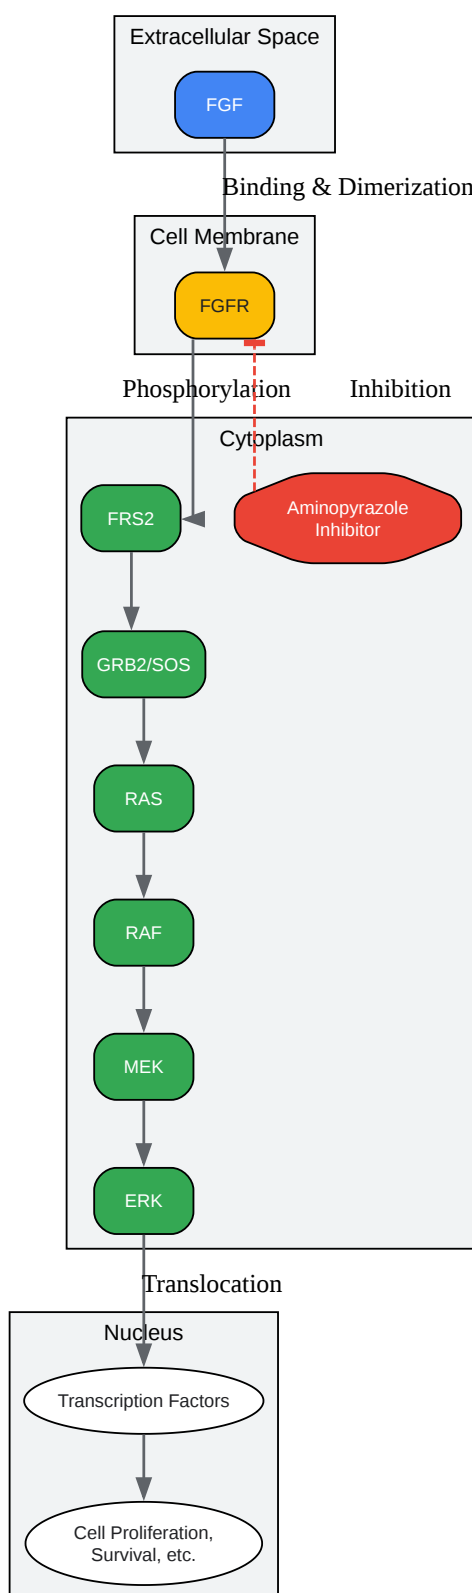 Extracellular Space
FGF
Binding & Dimerization
Cell Membrane
FGFR
Phosphorylation
Inhibition
Cytoplasm
FRS2
Aminopyrazole
Inhibitor
GRB2/SOS
RAS
RAF
MEK
ERK
Translocation
Nucleus
Transcription Factors
Cell Proliferation,
Survival, etc.